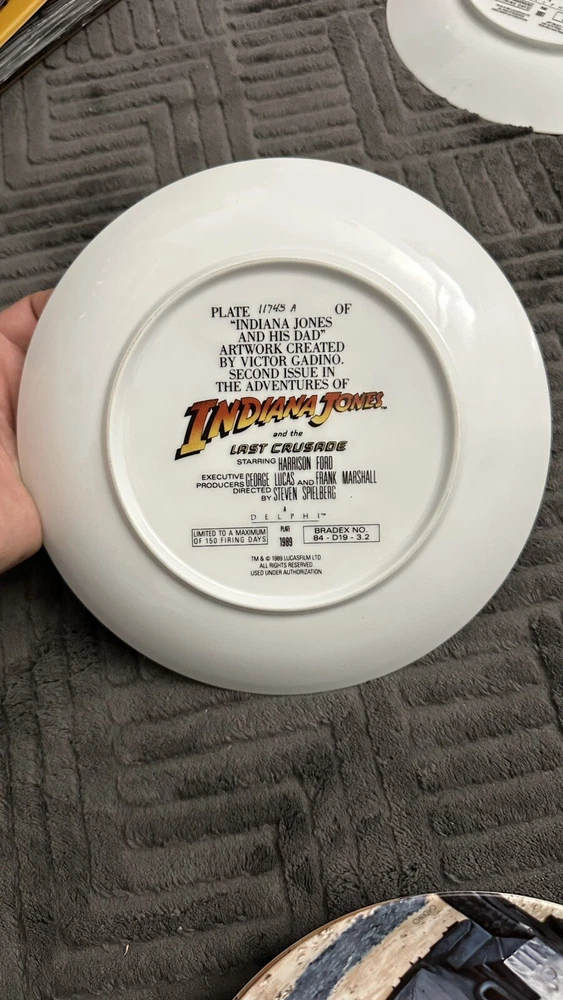 PLATE 11745 A OF
"INDIANA JONES
AND HIS DAD"
ARTWORK CREATED
BY VICTOR GADINO.
SECOND ISSUE IN
THE ADVENTURES OF
INDIANA JONES™
and the
LAST CRUSADE
STARRING HARRISON FORD
EXECUTIVE PRODUCERS GEORGE LUCAS AND FRANK MARSHALL
DIRECTED BY STEVEN SPIELBERG
A
DELPHI™
PLATE
1989
LIMITED TO A MAXIMUM
OF 150 FIRING DAYS
BRADEX NO.
84 - D19 - 3.2
TM & © 1989 LUCASFILM LTD
ALL RIGHTS RESERVED
USED UNDER AUTHORIZATION